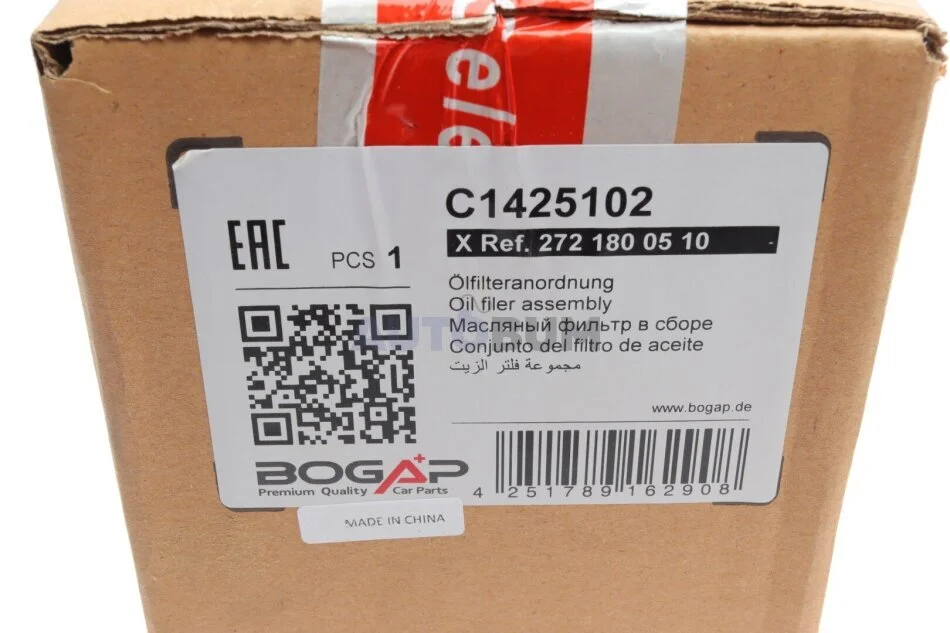 e/e
C1425102
X Ref. 272 180 05 10
EAC
PCS 1
Ölfilteranordnung
Oil filer assembly
Масляный фильтр в сборе
Conjunto del filtro de aceite
مجموعة فلتر الزيت
AUTORUM
www.bogap.de
BOGAP
Premium Quality Car Parts
4 251789 162908
MADE IN CHINA